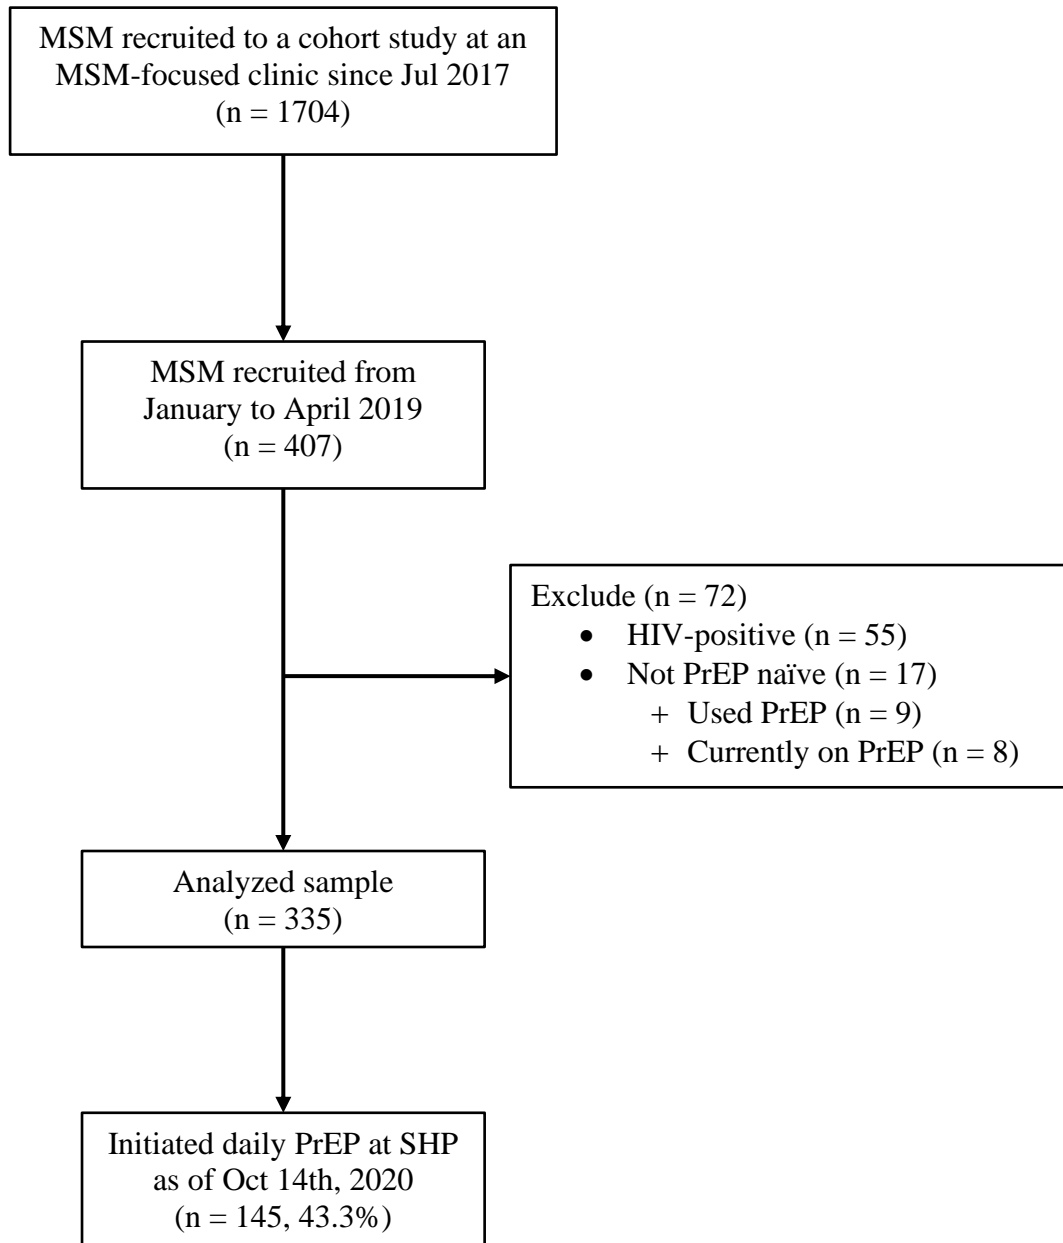 MSM recruited to a cohort study at an
MSM-focused clinic since Jul 2017
(n = 1704)
MSM recruited from
January to April 2019
(n = 407)
Exclude (n = 72)
• HIV-positive (n = 55)
• Not PrEP naïve (n = 17)
+ Used PrEP (n = 9)
+ Currently on PrEP (n = 8)
Analyzed sample
(n = 335)
Initiated daily PrEP at SHP
as of Oct 14th, 2020
(n = 145, 43.3%)